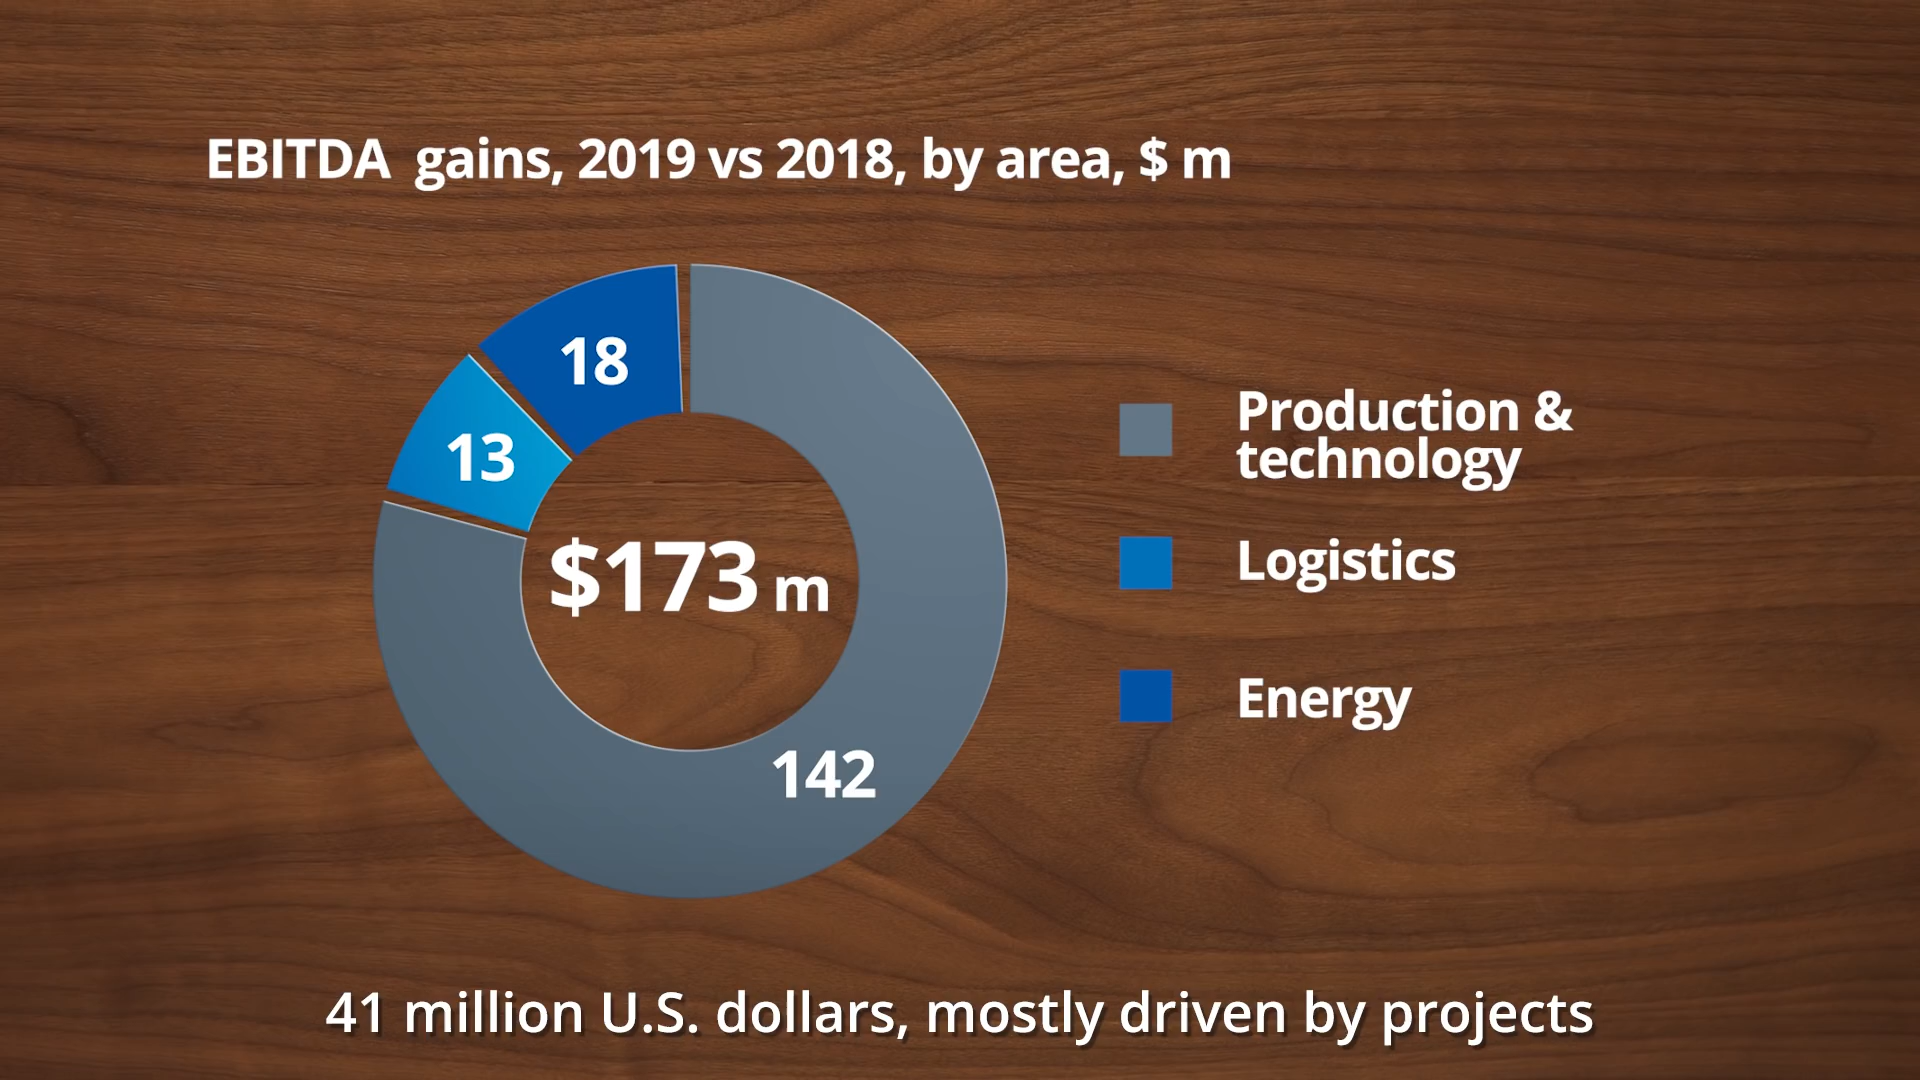 EBITDA gains, 2019 vs 2018, by area, $ m
18
13
$173 m
142
Production &
technology
Logistics
Energy
41 million U.S. dollars, mostly driven by projects